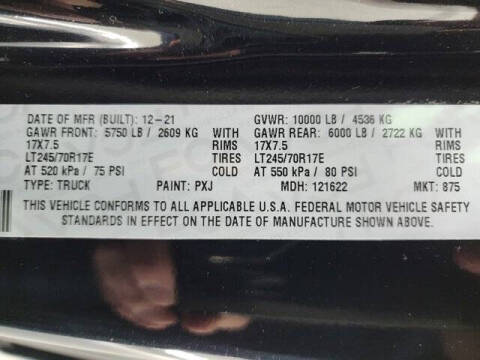 DATE OF MFR (BUILT): 12-21 GVWR: 10000 LB / 4536 KG
GAWR FRONT: 5750 LB / 2609 KG WITH GAWR REAR: 6000 LB / 2722 KG WITH
17X7.5 RIMS 17X7.5 RIMS
LT245/70R17E TIRES LT245/70R17E TIRES
AT 520 kPa / 75 PSI COLD AT 550 kPa / 80 PSI COLD
TYPE: TRUCK PAINT: PXJ MDH: 121622 MKT: 875
THIS VEHICLE CONFORMS TO ALL APPLICABLE U.S.A. FEDERAL MOTOR VEHICLE SAFETY
STANDARDS IN EFFECT ON THE DATE OF MANUFACTURE SHOWN ABOVE.